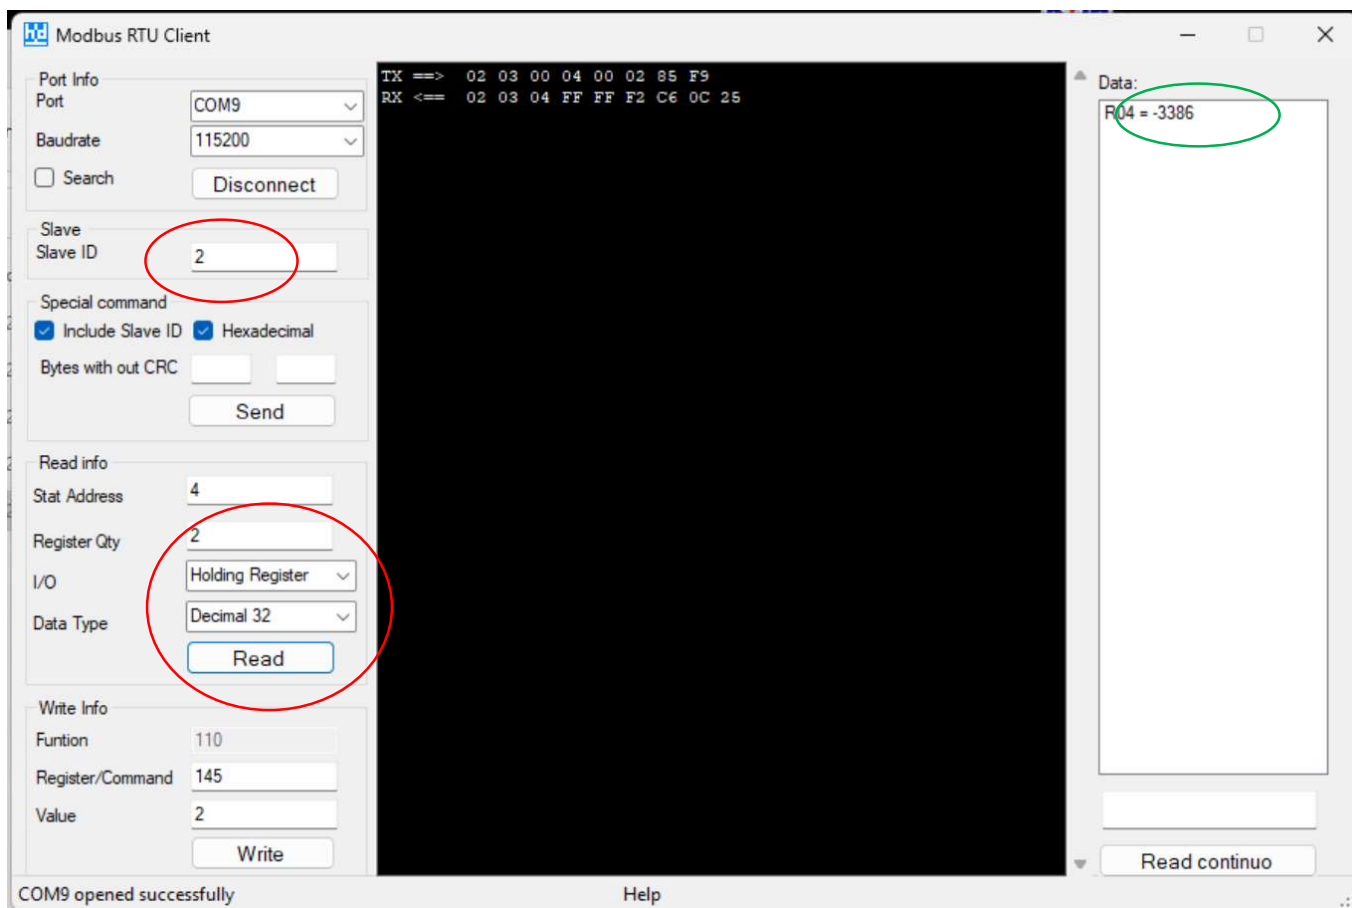 Modbus RTU Client
Port Info
Port COM9
Baudrate 115200
Search Disconnect
Slave
Slave ID 2
Special command
Include Slave ID Hexadecimal
Bytes with out CRC
Send
Read info
Stat Address 4
Register Qty 2
I/O Holding Register
Data Type Decimal 32
Read
Write Info
Funtion 110
Register/Command 145
Value 2
Write
TX ==> 02 03 00 04 00 02 85 F9
RX <== 02 03 04 FF FF F2 C6 0C 25
Data:
R04 = -3386
Read continuo
COM9 opened successfully
Help